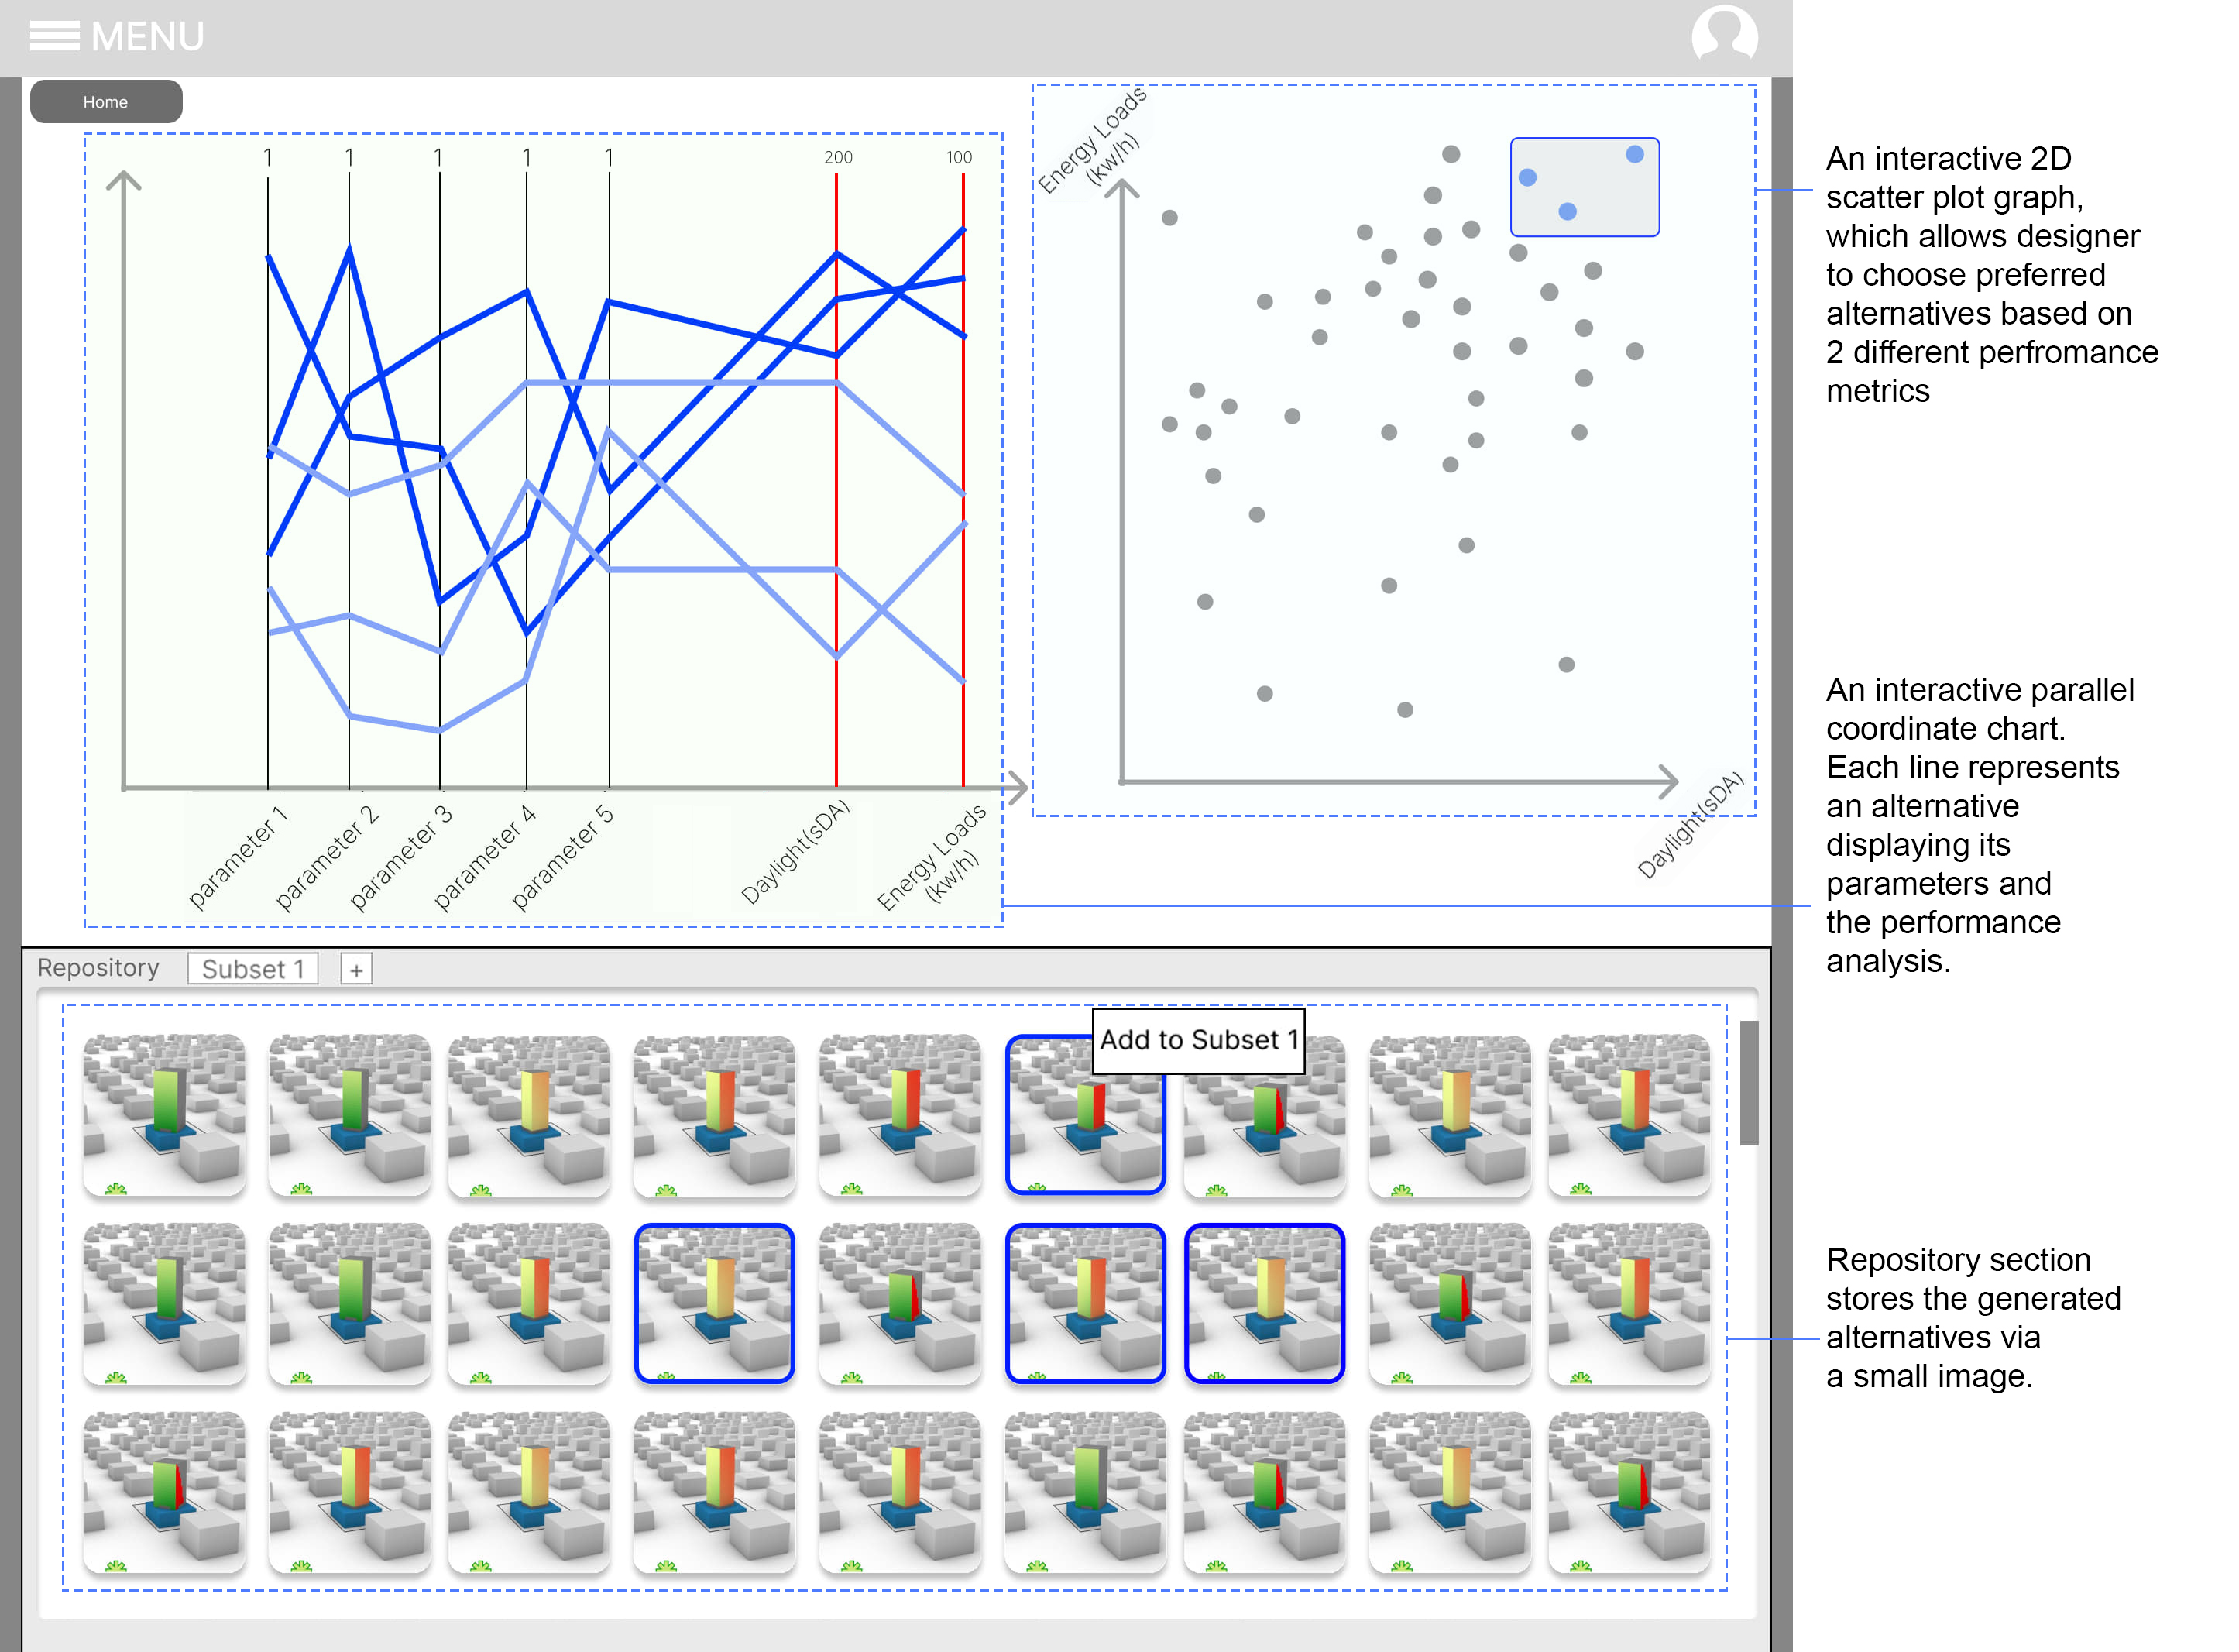 MENU
Home
1
1
1
1
1
200
100
parameter 1
parameter 2
parameter 3
parameter 4
parameter 5
Daylight(sDA)
Energy Loads
(kw/h)
Energy Loads
(kw/h)
Daylight(sDA)
An interactive 2D
scatter plot graph,
which allows designer
to choose preferred
alternatives based on
2 different perfromance
metrics
An interactive parallel
coordinate chart.
Each line represents
an alternative
displaying its
parameters and
the performance
analysis.
Repository
Subset 1
+
Add to Subset 1
Repository section
stores the generated
alternatives via
a small image.